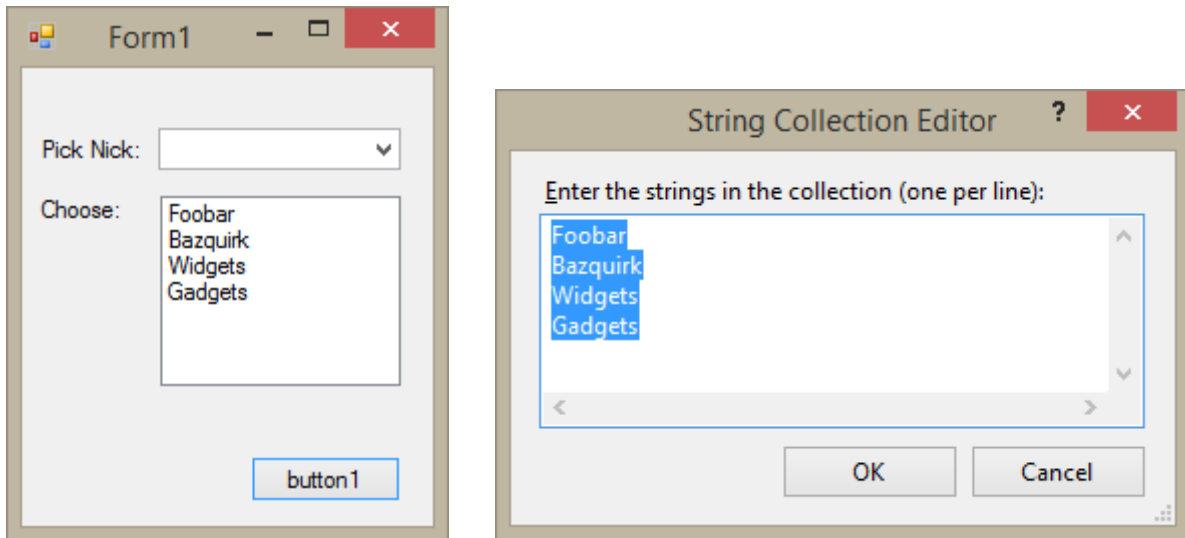 Form1
Pick Nick:
Choose:
Foobar
Bazquirk
Widgets
Gadgets
button1
String Collection Editor
?
Enter the strings in the collection (one per line):
Foobar
Bazquirk
Widgets
Gadgets
OK
Cancel